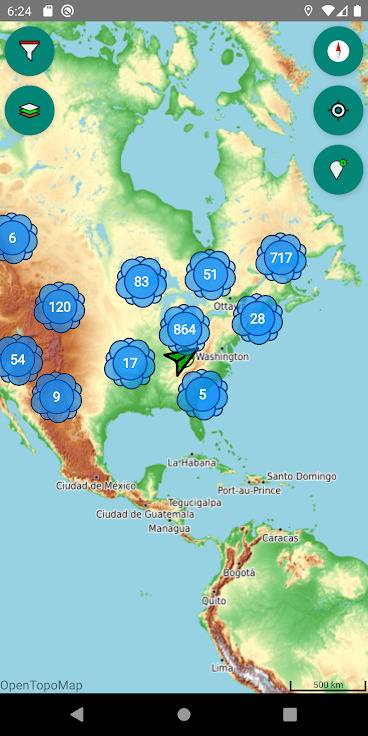 6:24
6
717
83
51
120
Otta
28
864
54
17
Washington
9
5
La Habana
Santo Domingo
Ciudad de México
Port-au-Prince
Tegucigalpa
Ciudad de Guatemala
Managua
Caracas
Bogotá
Quito
Lima
OpenTopoMap
500 km